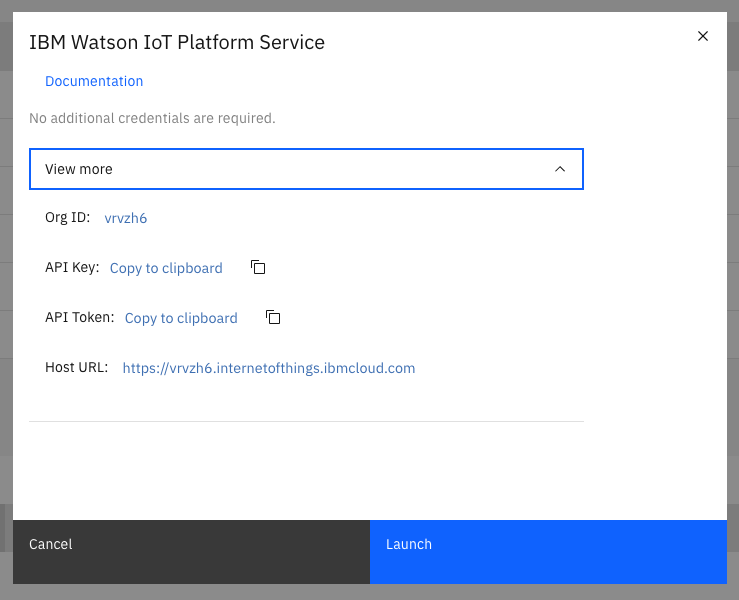 IBM Watson IoT Platform Service
Documentation
No additional credentials are required.
View more
Org ID: vrvzh6
API Key: Copy to clipboard
API Token: Copy to clipboard
Host URL: https://vrvzh6.internetofthings.ibmcloud.com
Cancel
Launch